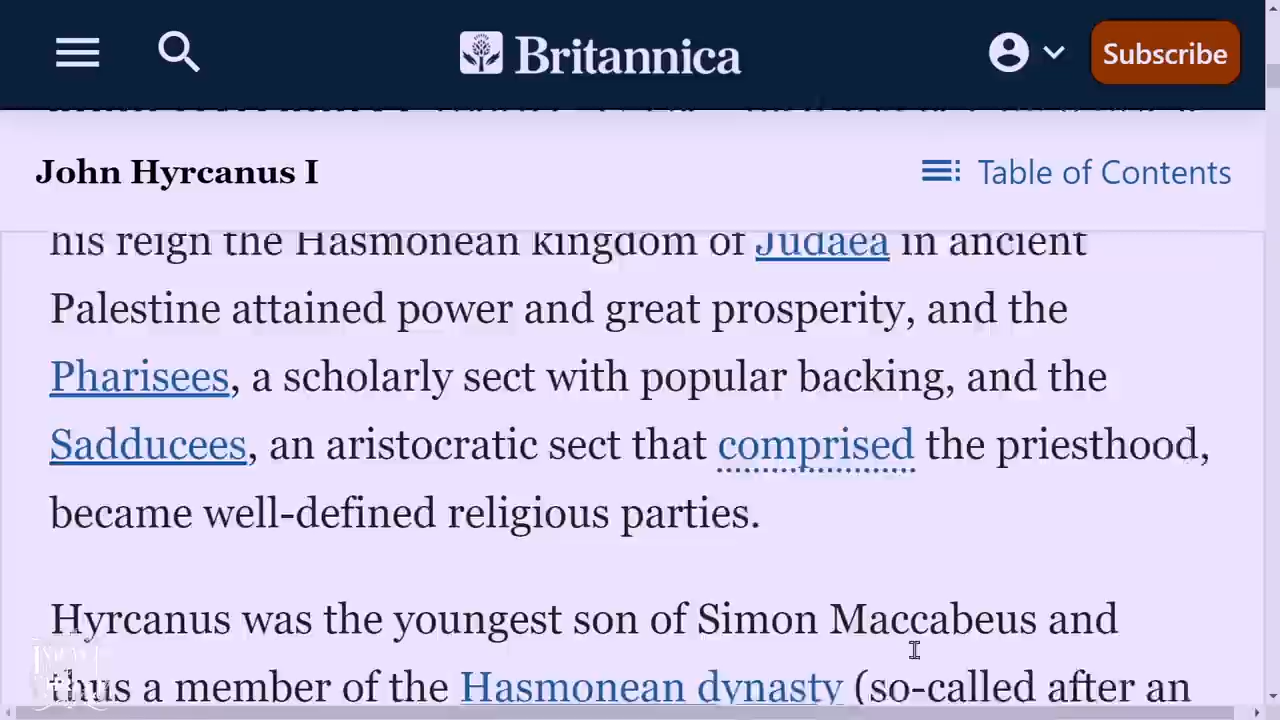 Britannica
Subscribe
John Hyrcanus I
Table of Contents
his reign the Hasmonean kingdom of Judaea in ancient
Palestine attained power and great prosperity, and the
Pharisees, a scholarly sect with popular backing, and the
Sadducees, an aristocratic sect that comprised the priesthood,
became well-defined religious parties.
Hyrcanus was the youngest son of Simon Maccabeus and
thus a member of the Hasmonean dynasty (so-called after an